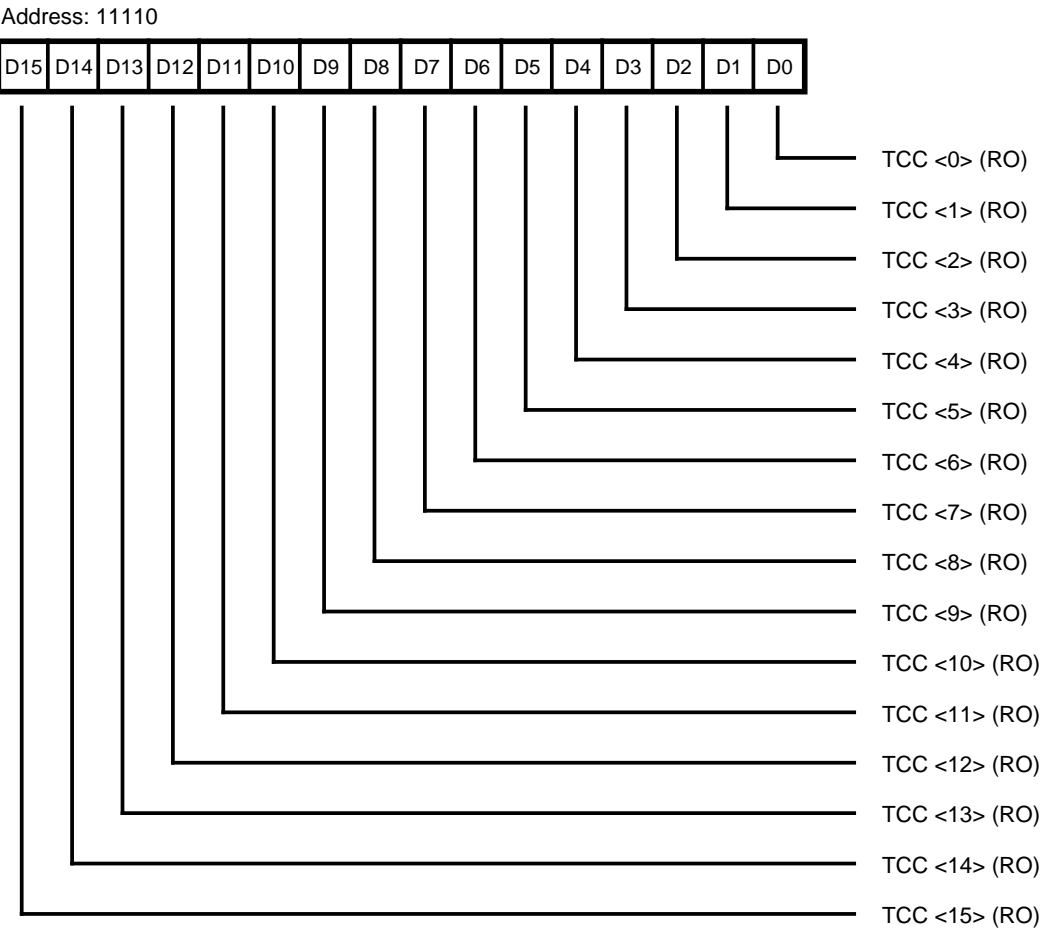 Address: 11110
D15 D14 D13 D12 D11 D10 D9 D8 D7 D6 D5 D4 D3 D2 D1 D0
TCC <0> (RO)
TCC <1> (RO)
TCC <2> (RO)
TCC <3> (RO)
TCC <4> (RO)
TCC <5> (RO)
TCC <6> (RO)
TCC <7> (RO)
TCC <8> (RO)
TCC <9> (RO)
TCC <10> (RO)
TCC <11> (RO)
TCC <12> (RO)
TCC <13> (RO)
TCC <14> (RO)
TCC <15> (RO)